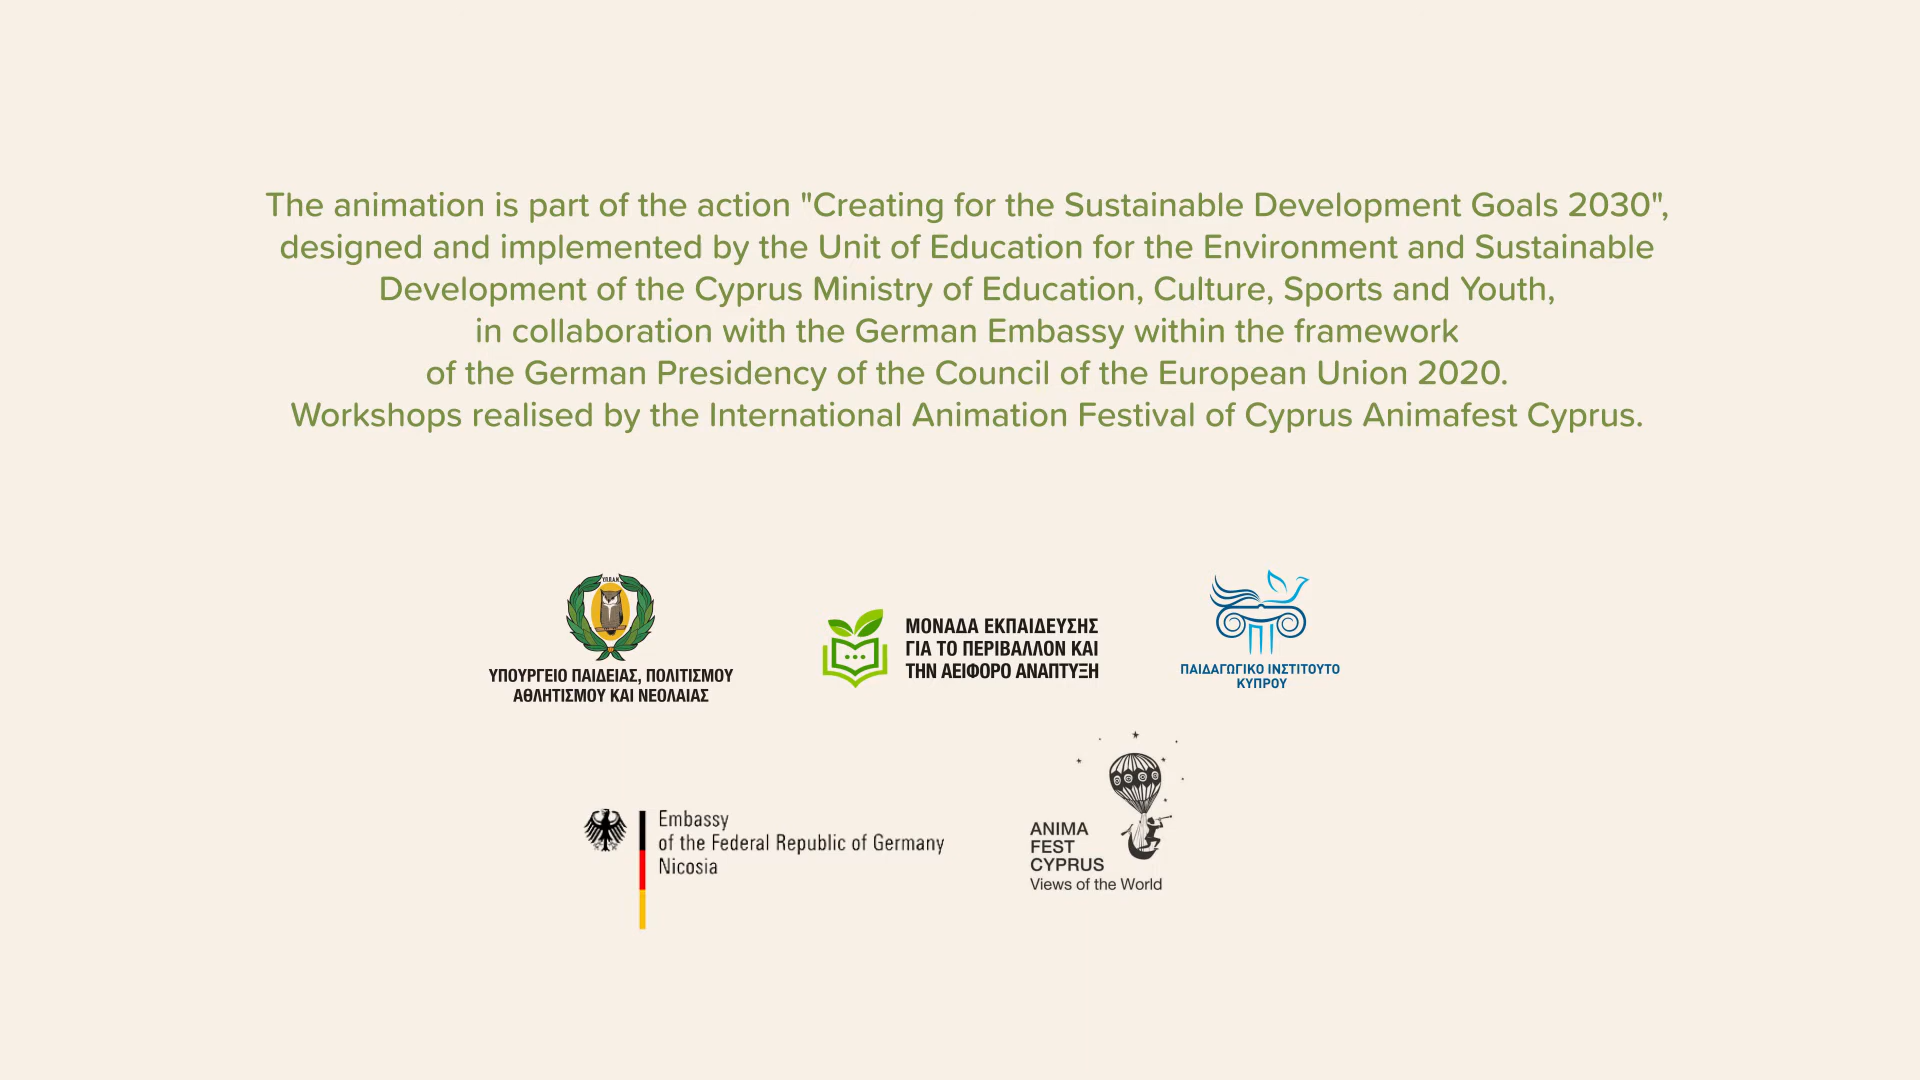 The animation is part of the action "Creating for the Sustainable Development Goals 2030",
designed and implemented by the Unit of Education for the Environment and Sustainable
Development of the Cyprus Ministry of Education, Culture, Sports and Youth,
in collaboration with the German Embassy within the framework
of the German Presidency of the Council of the European Union 2020.
Workshops realised by the International Animation Festival of Cyprus Animafest Cyprus.
ΥΠΟΥΡΓΕΙΟ ΠΑΙΔΕΙΑΣ, ΠΟΛΙΤΙΣΜΟΥ
ΑΘΛΗΤΙΣΜΟΥ ΚΑΙ ΝΕΟΛΑΙΑΣ
ΜΟΝΑΔΑ ΕΚΠΑΙΔΕΥΣΗΣ
ΓΙΑ ΤΟ ΠΕΡΙΒΑΛΛΟΝ ΚΑΙ
ΤΗΝ ΑΕΙΦΟΡΟ ΑΝΑΠΤΥΞΗ
ΠΑΙΔΑΓΩΓΙΚΟ ΙΝΣΤΙΤΟΥΤΟ
ΚΥΠΡΟΥ
Embassy
of the Federal Republic of Germany
Nicosia
ANIMA
FEST
CYPRUS
Views of the World